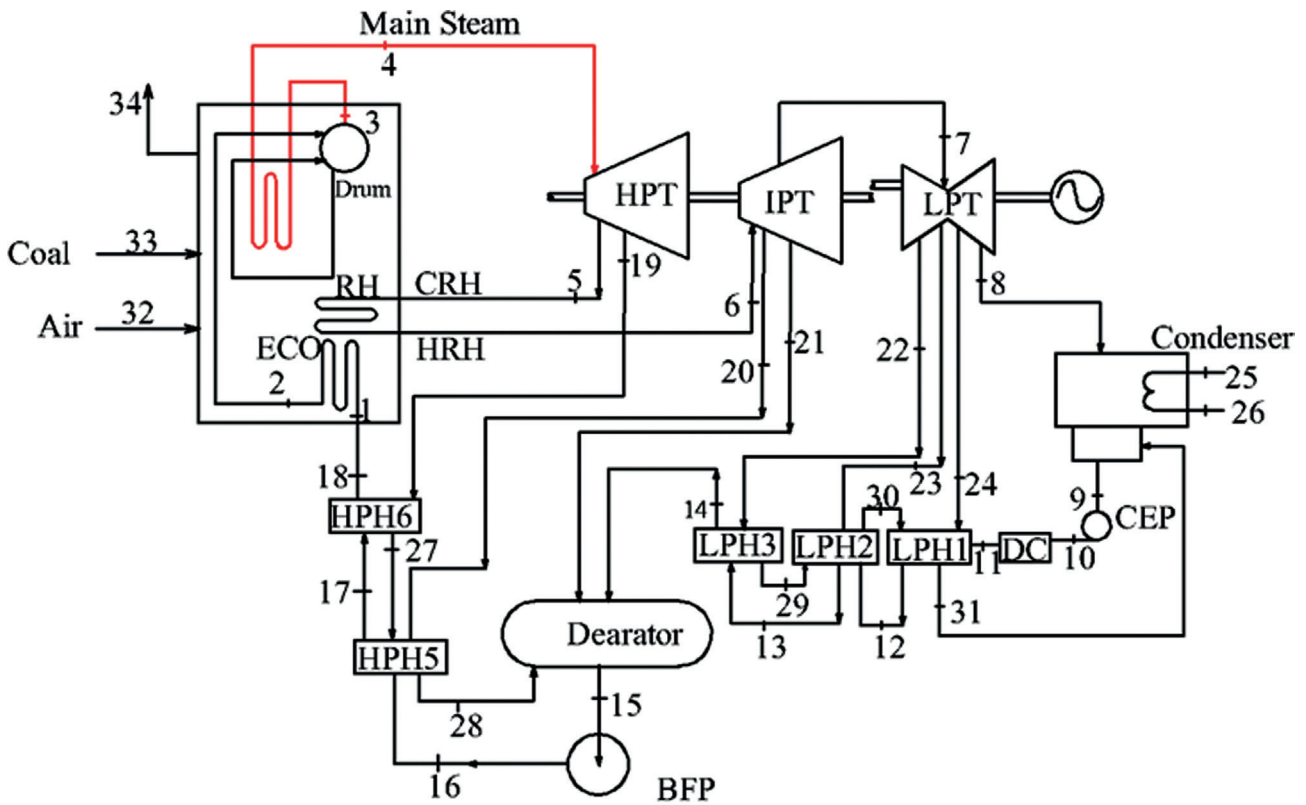 Main Steam
4
34
3
Drum
HPT
IPT
LPT
7
Coal
33
RH
CRH
5
19
6
21
8
Air
32
ECO
HRH
20
22
Condenser
25
26
2
1
18
23
24
9
HPH6
14
30
CEP
27
LPH3
LPH2
LPH1
11
DC
10
17
29
31
HPH5
Dearator
13
12
28
15
16
BFP